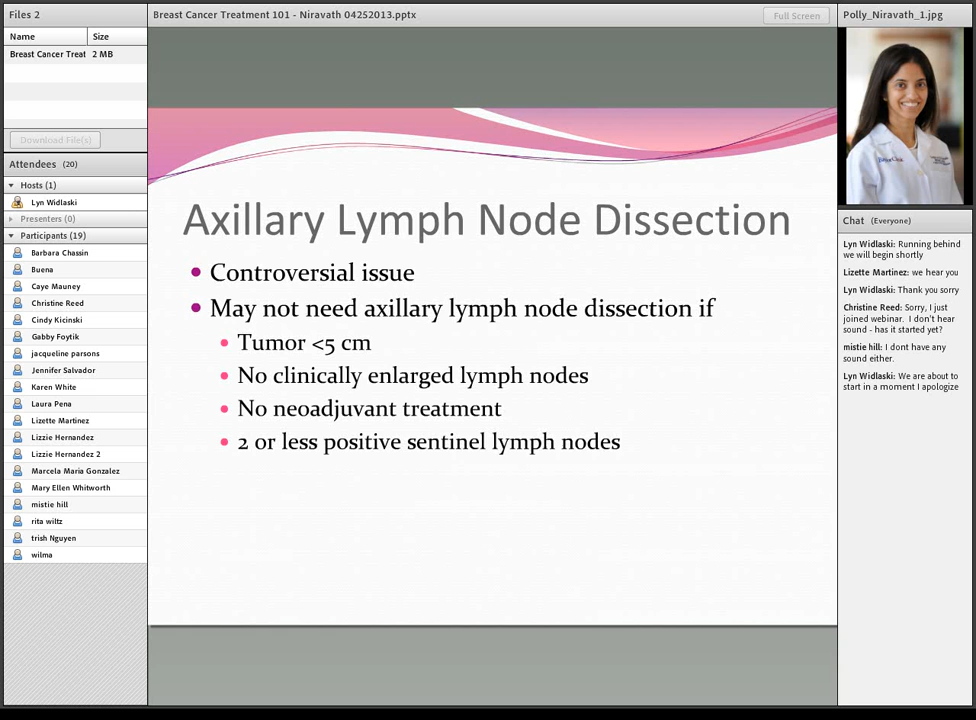 Files 2
Name Size
Breast Cancer Treat 2 MB
Download File(s)
Attendees (20)
Hosts (1)
Lyn Widlaski
Presenters (0)
Participants (19)
Barbara Chassin
Buena
Caye Mauney
Christine Reed
Cindy Kicinski
Gabby Foytik
jacqueline parsons
Jennifer Salvador
Karen White
Laura Pena
Lizette Martinez
Lizzie Hernandez
Lizzie Hernandez 2
Marcela Maria Gonzalez
Mary Ellen Whitworth
mistie hill
rita wiltz
trish Nguyen
wilma
Breast Cancer Treatment 101 - Niravath 04252013.pptx
Full Screen
Axillary Lymph Node Dissection
Controversial issue
May not need axillary lymph node dissection if
Tumor <5 cm
No clinically enlarged lymph nodes
No neoadjuvant treatment
2 or less positive sentinel lymph nodes
Polly_Niravath_1.jpg
Chat (Everyone)
Lyn Widlaski: Running behind
we will begin shortly
Lizette Martinez: we hear you
Lyn Widlaski: Thank you sorry
Christine Reed: Sorry, I just
joined webinar. I don't hear
sound - has it started yet?
mistie hill: I dont have any
sound either.
Lyn Widlaski: We are about to
start in a moment I apologize